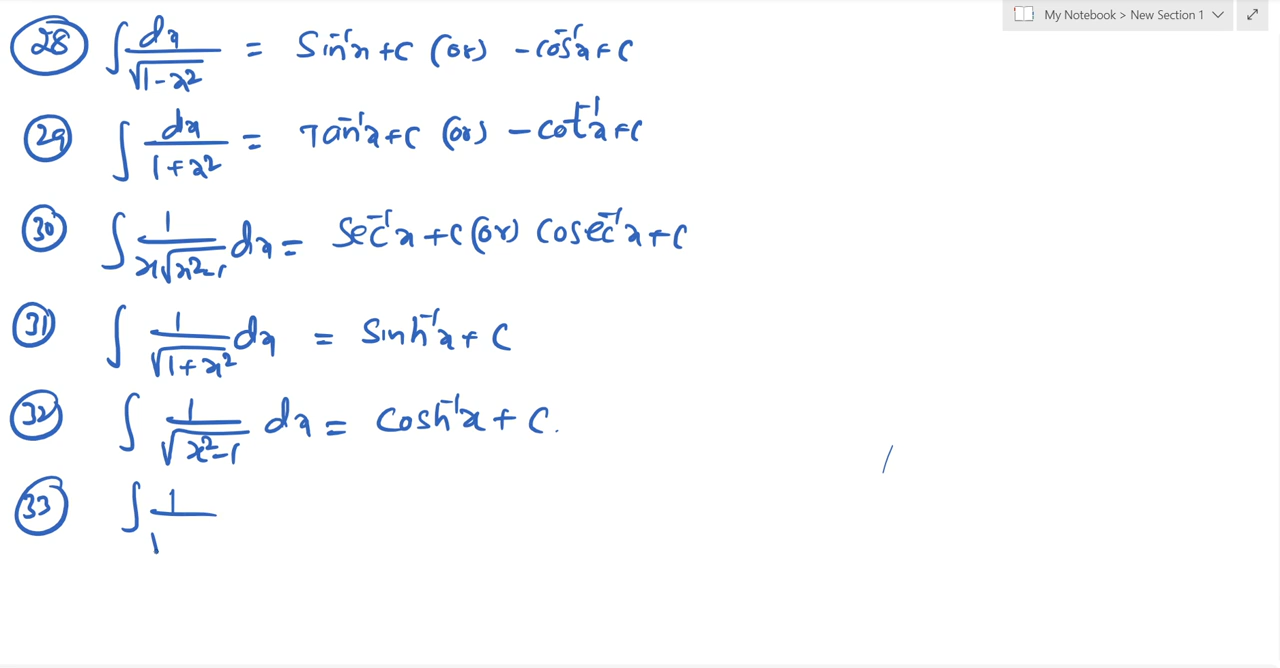 My Notebook > New Section 1
28 ∫ dx/√(1-x²) = Sin⁻¹x + C (or) - Cos⁻¹x + C
29 ∫ dx/(1+x²) = Tan⁻¹x + C (or) - Cot⁻¹x + C
30 ∫ 1/(x√(x²-1)) dx = Sec⁻¹x + C (or) Cosec⁻¹x + C
31 ∫ 1/√(1+x²) dx = Sinh⁻¹x + C
32 ∫ 1/√(x²-1) dx = Cosh⁻¹x + C.
33 ∫ 1/1